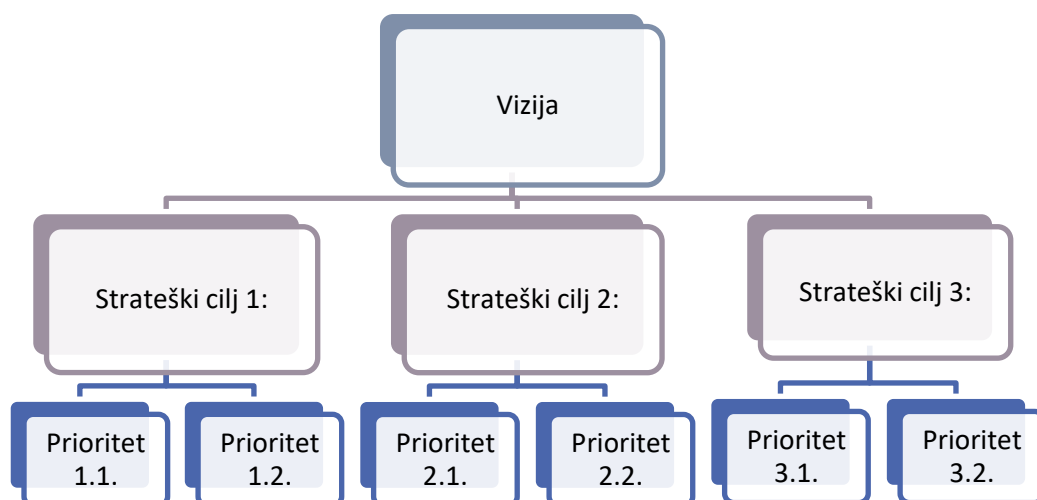 Vizija
Strateški cilj 1:
Strateški cilj 2:
Strateški cilj 3:
Prioritet
1.1.
Prioritet
1.2.
Prioritet
2.1.
Prioritet
2.2.
Prioritet
3.1.
Prioritet
3.2.